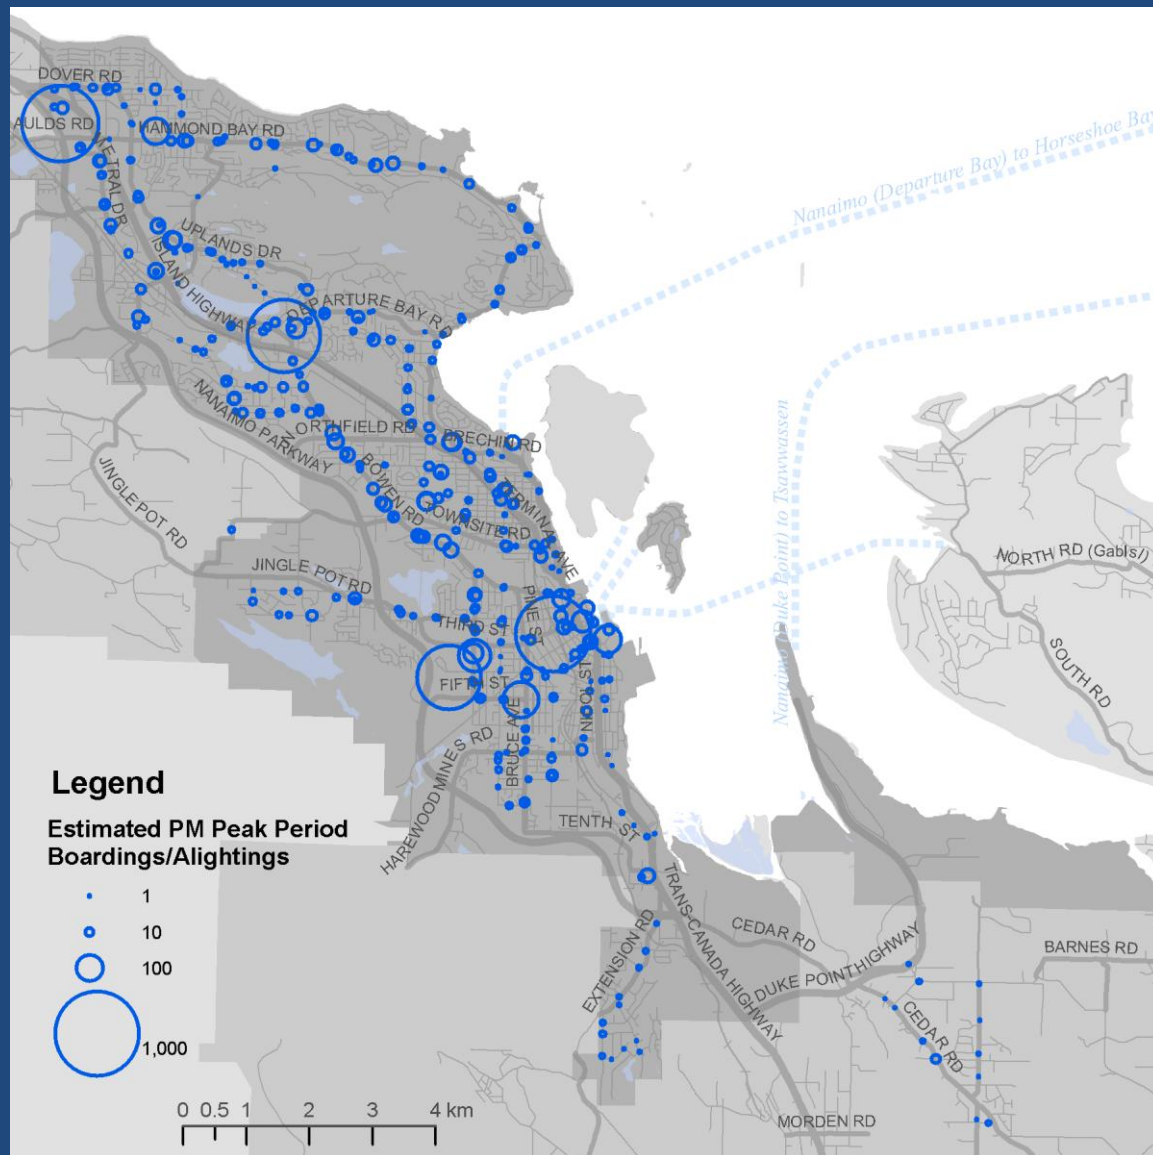 DOVER RD
AULDS RD
HAMMOND BAY RD
METRAL DR
UPLANDS DR
ISLAND HIGHWAY
DEPARTURE BAY RD
Nanaimo (Departure Bay) to Horseshoe Bay
NANAIMO PARKWAY
NORTHFIELD RD
BRECHIN RD
JINGLE POT RD
BOWEN RD
TOWNSITE RD
TERMINAL AVE
Nanaimo (Duke Point) to Tsawwassen
NORTH RD (Gabisl)
JINGLE POT RD
PINE ST
THIRD ST
SOUTH RD
FIFTH ST
NICOL ST
BRUCE AVE
HAREWOOD MINES RD
TENTH ST
Legend
Estimated PM Peak Period
Boardings/Alightings
1
10
100
1,000
TRANS-CANADA HIGHWAY
CEDAR RD
EXTENSION RD
DUKE POINT HIGHWAY
BARNES RD
CEDAR RD
MORDEN RD
0 0.5 1 2 3 4 km